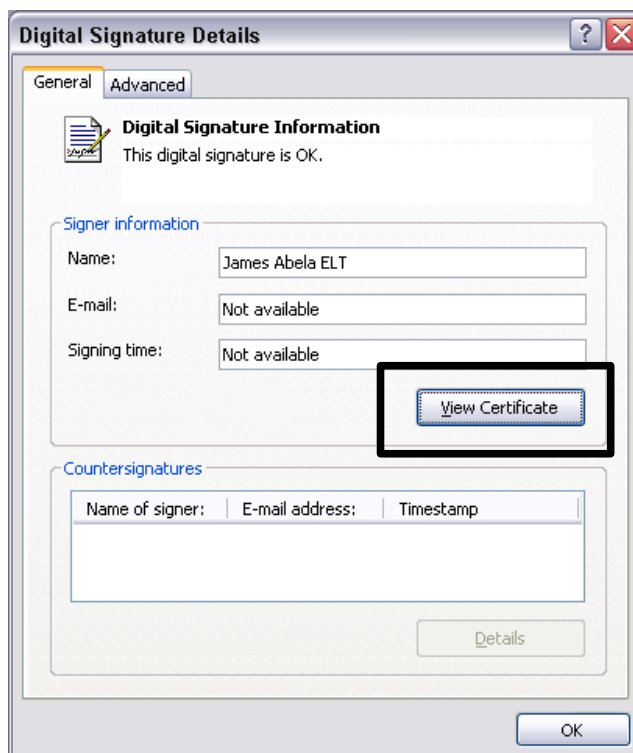 Digital Signature Details
General Advanced
Digital Signature Information
This digital signature is OK.
Signer information
Name: James Abela ELT
E-mail: Not available
Signing time: Not available
View Certificate
Countersignatures
Name of signer: E-mail address: Timestamp
Details
OK